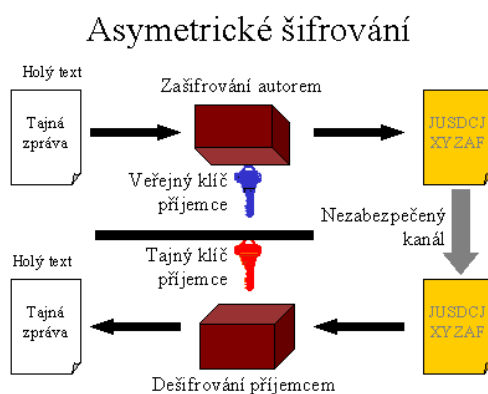 Asymetrické šifrování
Holý text
Zašifrování autorem
Tajná
zpráva
JUSDCJ
XYZAF
Veřejný klíč
příjemce
Nezabezpečený
kanál
Tajný klíč
příjemce
Holý text
Tajná
zpráva
JUSDCJ
XYZAF
Dešifrování příjemcem